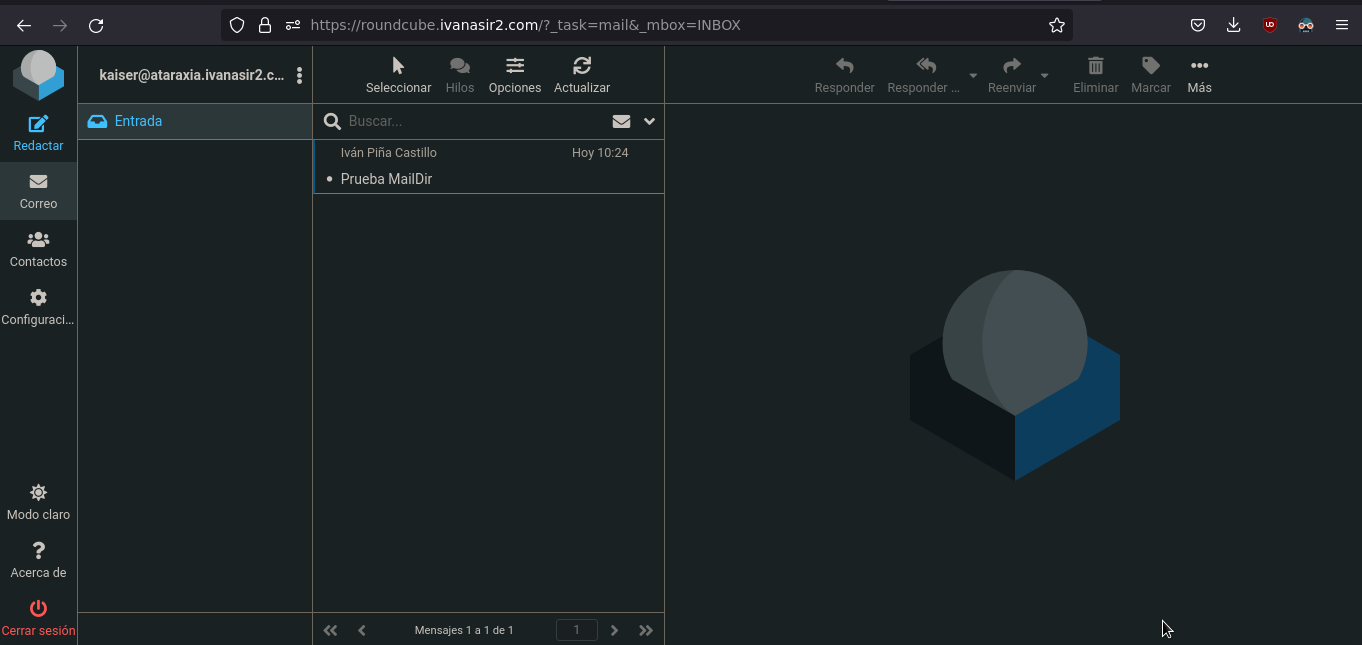 https://roundcube.ivanasir2.com/?_task=mail&_mbox=INBOX
kaiser@ataraxia.ivanasir2.c...
Seleccionar Hilos Opciones Actualizar
Responder Responder ... Reenviar Eliminar Marcar Más
Redactar
Correo
Contactos
Configuraci...
Modo claro
Acerca de
Cerrar sesión
Entrada
Buscar...
Iván Piña Castillo Hoy 10:24
• Prueba MailDir
Mensajes 1 a 1 de 1 1